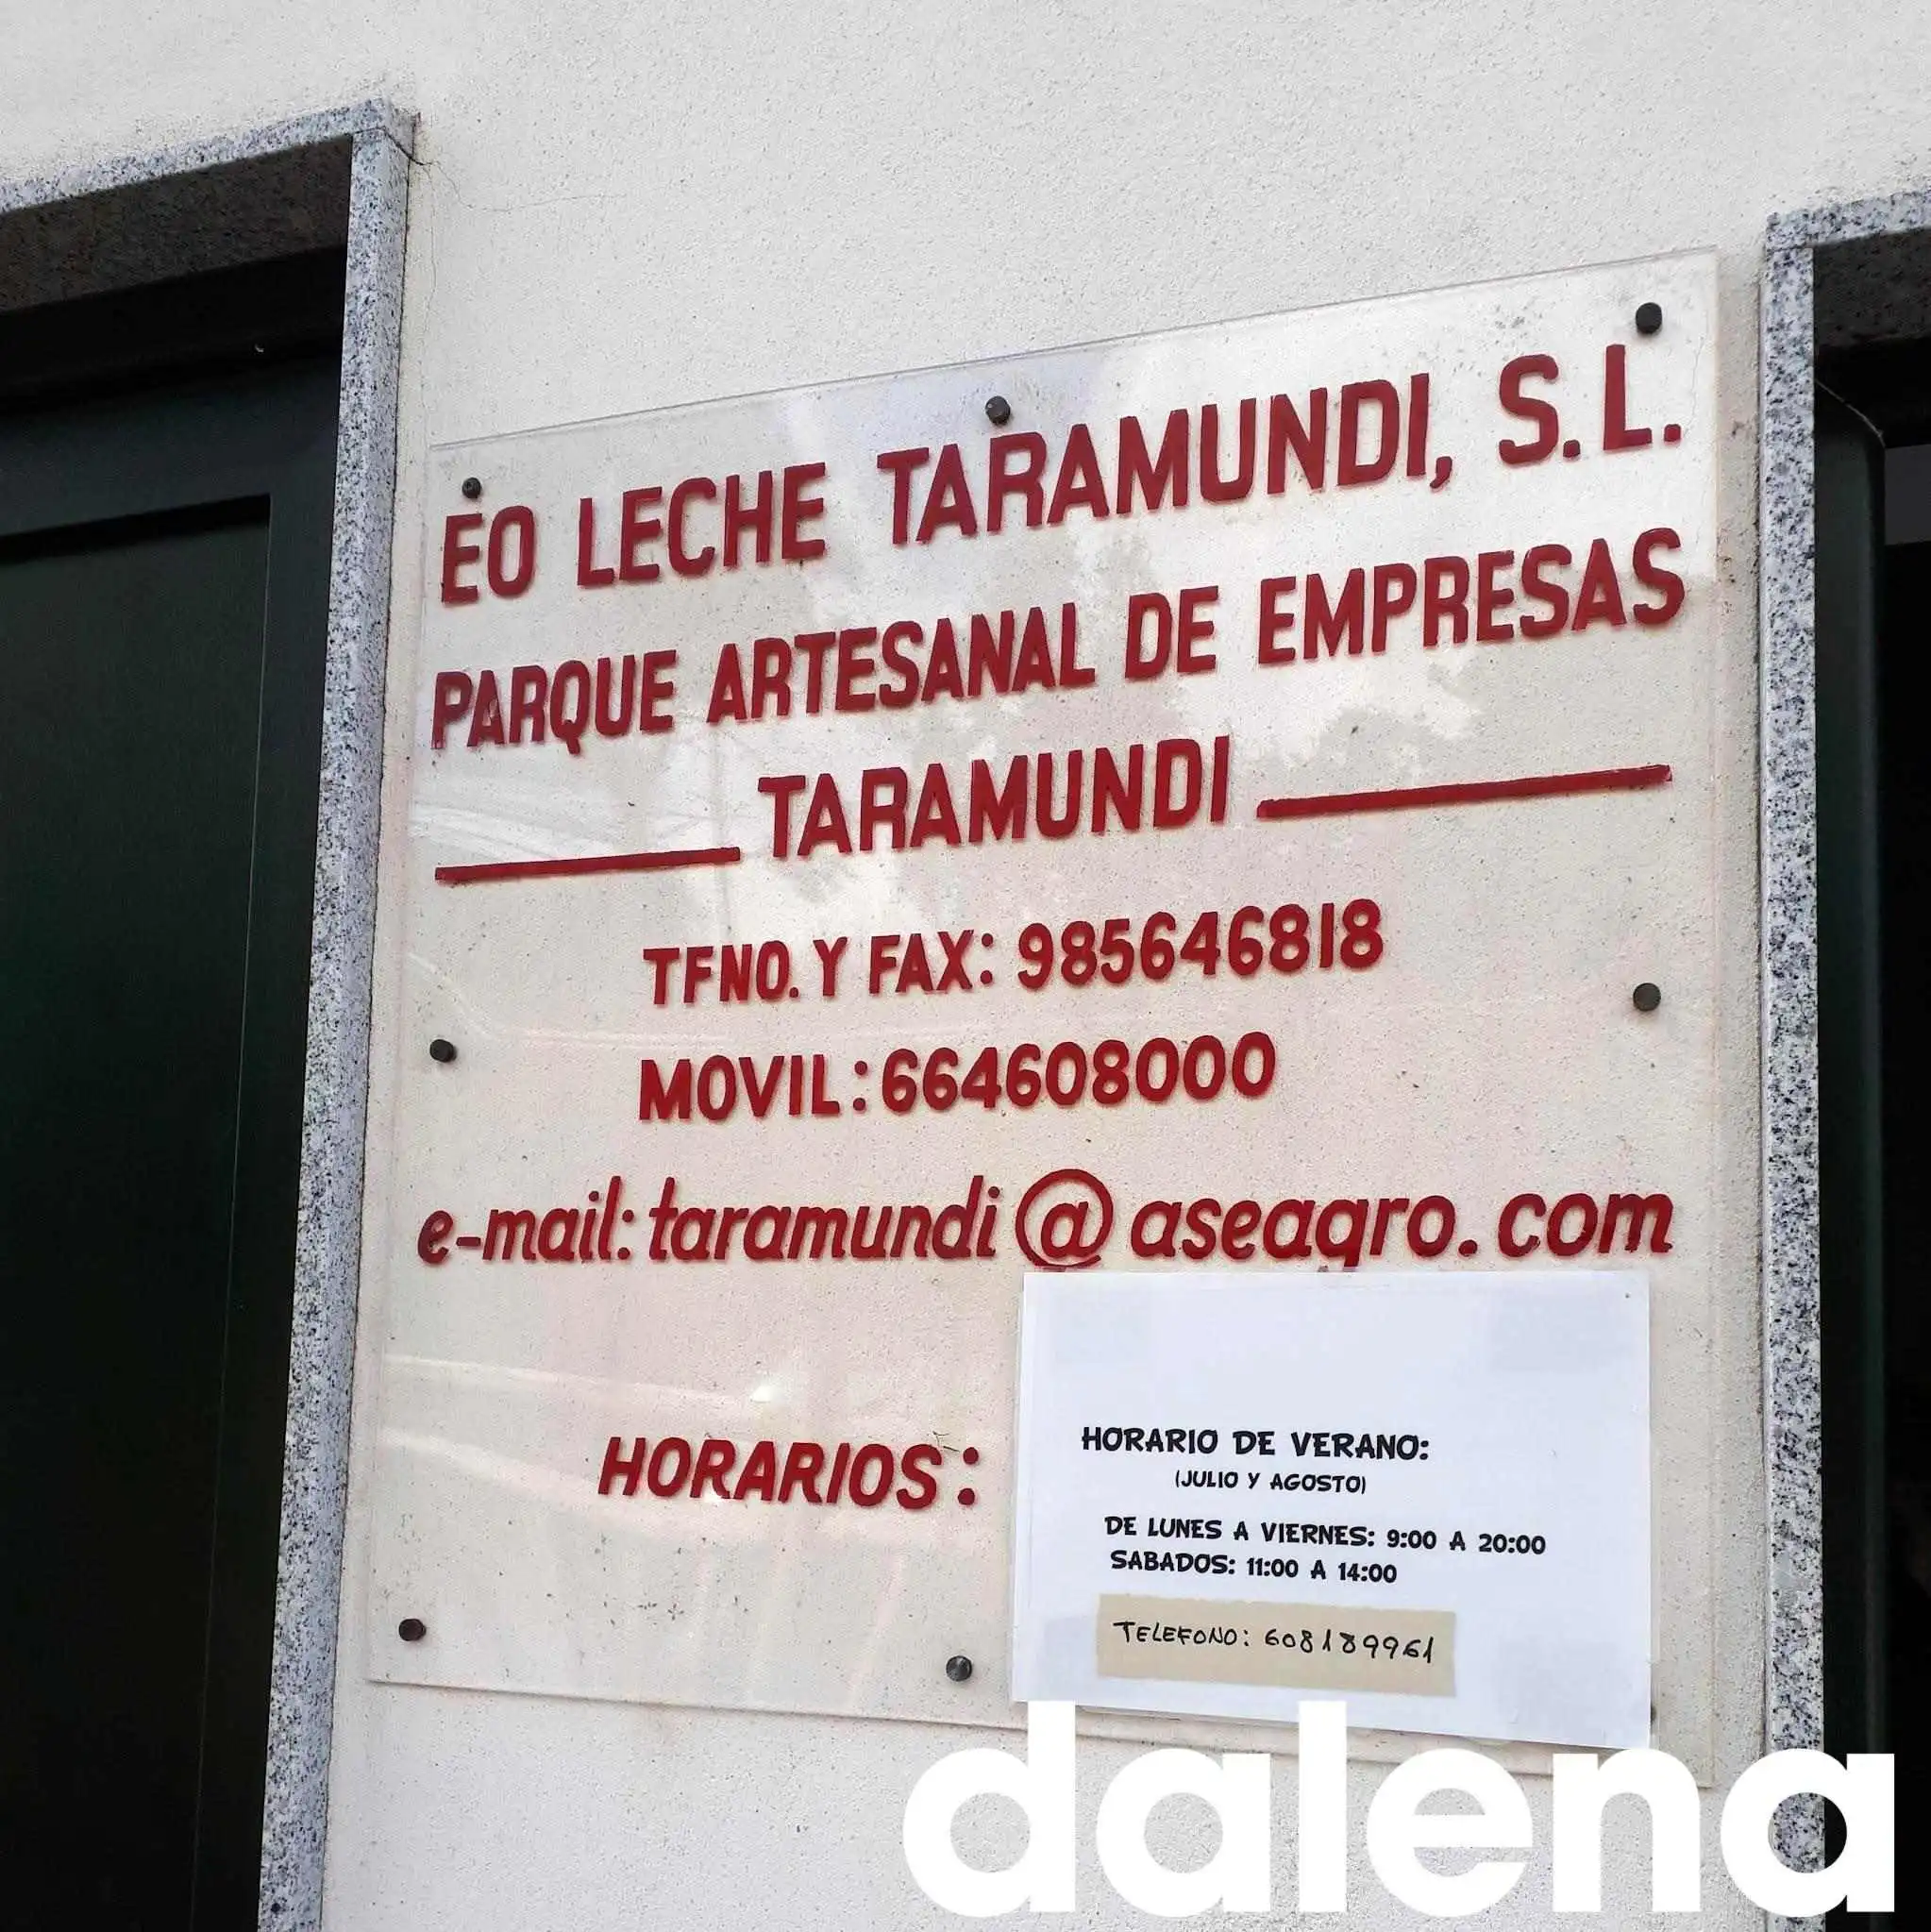 EO LECHE TARAMUNDI, S.L.
PARQUE ARTESANAL DE EMPRESAS
TARAMUNDI
TFNO. Y FAX: 985646818
MOVIL: 664608000
e-mail: taramundi@aseagro.com
HORARIOS:
HORARIO DE VERANO:
(JULIO Y AGOSTO)
DE LUNES A VIERNES: 9:00 A 20:00
SABADOS: 11:00 A 14:00
TELEFONO: 608189961
dalena